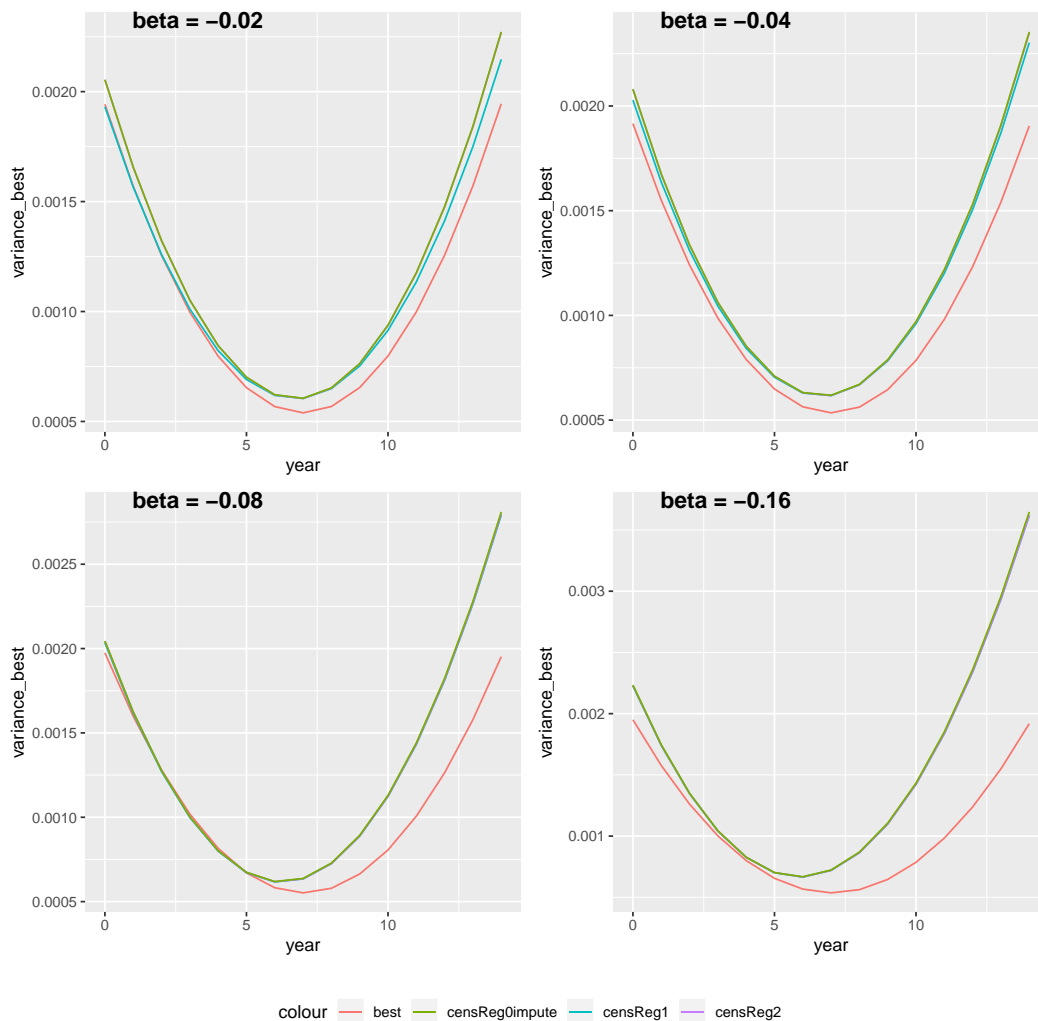 beta = −0.02
0.0020
0.0015
0.0010
0.0005
variance_best
0 5 10
year
beta = −0.04
0.0020
0.0015
0.0010
0.0005
variance_best
0 5 10
year
beta = −0.08
0.0025
0.0020
0.0015
0.0010
0.0005
variance_best
0 5 10
year
beta = −0.16
0.003
0.002
0.001
variance_best
0 5 10
year
colour best censReg0impute censReg1 censReg2